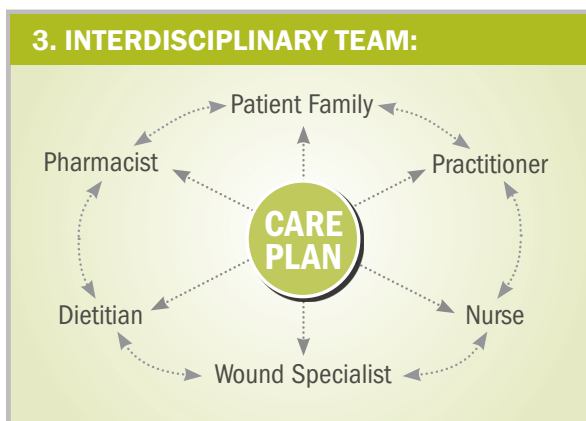 3. INTERDISCIPLINARY TEAM:
Patient Family
Pharmacist
Practitioner
CARE
PLAN
Dietitian
Nurse
Wound Specialist